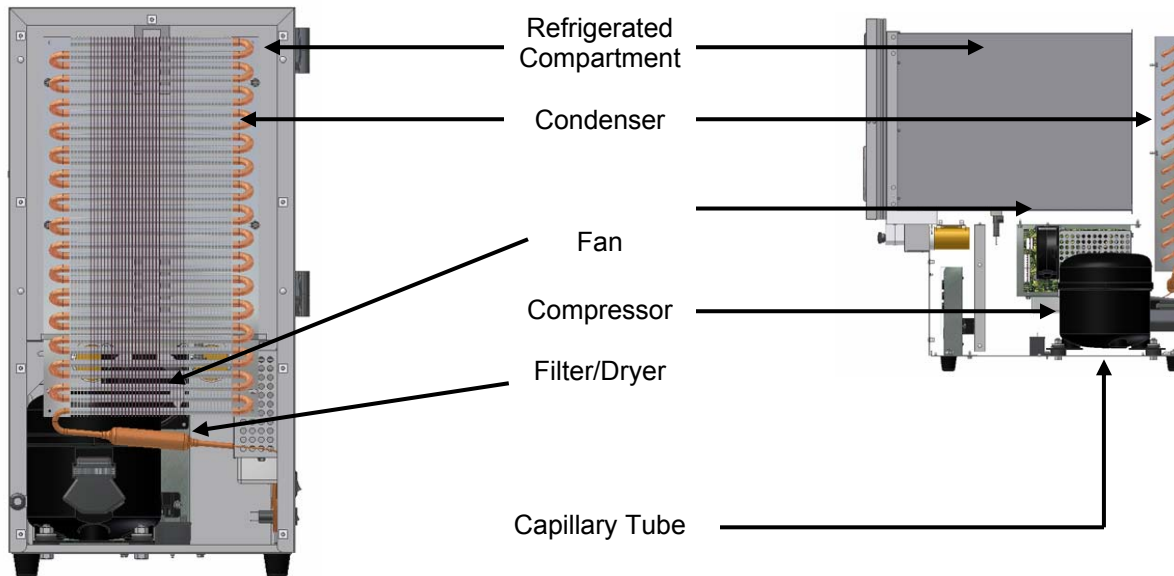 Refrigerated
Compartment
Condenser
Fan
Compressor
Filter/Dryer
Capillary Tube